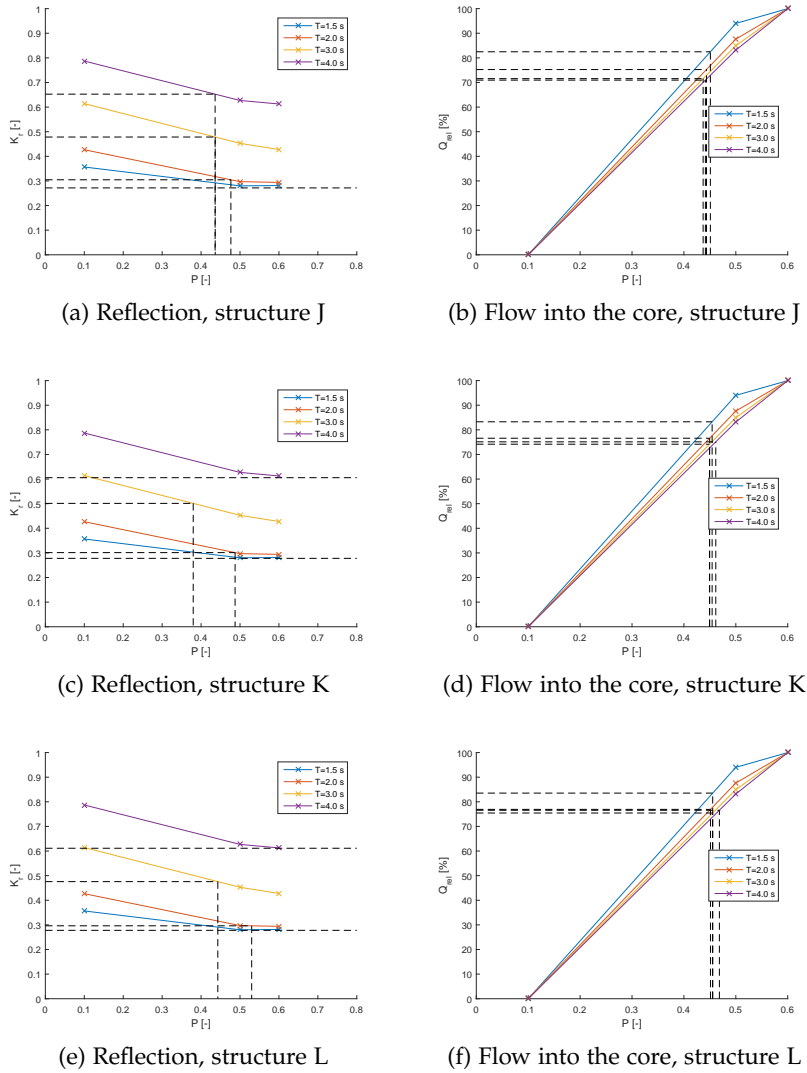 1
0.9
0.8
0.7
0.6
0.5
0.4
0.3
0.2
0.1
0
K_r [-]
0 0.1 0.2 0.3 0.4 0.5 0.6 0.7 0.8
P [-]
T=1.5 s
T=2.0 s
T=3.0 s
T=4.0 s
(a) Reflection, structure J
100
90
80
70
60
50
40
30
20
10
0
Q_rel [%]
0 0.1 0.2 0.3 0.4 0.5 0.6
P [-]
T=1.5 s
T=2.0 s
T=3.0 s
T=4.0 s
(b) Flow into the core, structure J
1
0.9
0.8
0.7
0.6
0.5
0.4
0.3
0.2
0.1
0
K_r [-]
0 0.1 0.2 0.3 0.4 0.5 0.6 0.7 0.8
P [-]
T=1.5 s
T=2.0 s
T=3.0 s
T=4.0 s
(c) Reflection, structure K
100
90
80
70
60
50
40
30
20
10
0
Q_rel [%]
0 0.1 0.2 0.3 0.4 0.5 0.6
P [-]
T=1.5 s
T=2.0 s
T=3.0 s
T=4.0 s
(d) Flow into the core, structure K
1
0.9
0.8
0.7
0.6
0.5
0.4
0.3
0.2
0.1
0
K_r [-]
0 0.1 0.2 0.3 0.4 0.5 0.6 0.7 0.8
P [-]
T=1.5 s
T=2.0 s
T=3.0 s
T=4.0 s
(e) Reflection, structure L
100
90
80
70
60
50
40
30
20
10
0
Q_rel [%]
0 0.1 0.2 0.3 0.4 0.5 0.6
P [-]
T=1.5 s
T=2.0 s
T=3.0 s
T=4.0 s
(f) Flow into the core, structure L